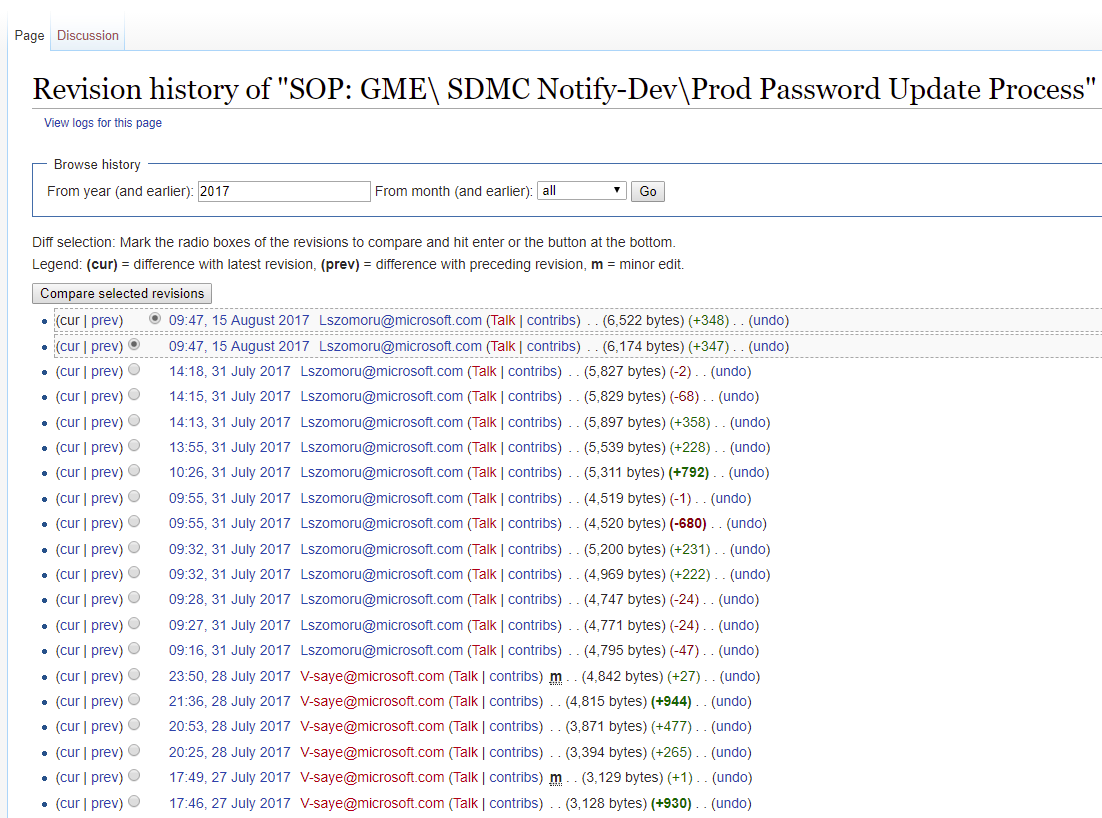 Page Discussion
Revision history of "SOP: GME\ SDMC Notify-Dev\Prod Password Update Process"
View logs for this page
Browse history
From year (and earlier): 2017 From month (and earlier): all Go
Diff selection: Mark the radio boxes of the revisions to compare and hit enter or the button at the bottom.
Legend: (cur) = difference with latest revision, (prev) = difference with preceding revision, m = minor edit.
Compare selected revisions
(cur | prev) 09:47, 15 August 2017 Lszomoru@microsoft.com (Talk | contribs) . . (6,522 bytes) (+348) . . (undo)
(cur | prev) 09:47, 15 August 2017 Lszomoru@microsoft.com (Talk | contribs) . . (6,174 bytes) (+347) . . (undo)
(cur | prev) 14:18, 31 July 2017 Lszomoru@microsoft.com (Talk | contribs) . . (5,827 bytes) (-2) . . (undo)
(cur | prev) 14:15, 31 July 2017 Lszomoru@microsoft.com (Talk | contribs) . . (5,829 bytes) (-68) . . (undo)
(cur | prev) 14:13, 31 July 2017 Lszomoru@microsoft.com (Talk | contribs) . . (5,897 bytes) (+358) . . (undo)
(cur | prev) 13:55, 31 July 2017 Lszomoru@microsoft.com (Talk | contribs) . . (5,539 bytes) (+228) . . (undo)
(cur | prev) 10:26, 31 July 2017 Lszomoru@microsoft.com (Talk | contribs) . . (5,311 bytes) (+792) . . (undo)
(cur | prev) 09:55, 31 July 2017 Lszomoru@microsoft.com (Talk | contribs) . . (4,519 bytes) (-1) . . (undo)
(cur | prev) 09:55, 31 July 2017 Lszomoru@microsoft.com (Talk | contribs) . . (4,520 bytes) (-680) . . (undo)
(cur | prev) 09:32, 31 July 2017 Lszomoru@microsoft.com (Talk | contribs) . . (5,200 bytes) (+231) . . (undo)
(cur | prev) 09:32, 31 July 2017 Lszomoru@microsoft.com (Talk | contribs) . . (4,969 bytes) (+222) . . (undo)
(cur | prev) 09:28, 31 July 2017 Lszomoru@microsoft.com (Talk | contribs) . . (4,747 bytes) (-24) . . (undo)
(cur | prev) 09:27, 31 July 2017 Lszomoru@microsoft.com (Talk | contribs) . . (4,771 bytes) (-24) . . (undo)
(cur | prev) 09:16, 31 July 2017 Lszomoru@microsoft.com (Talk | contribs) . . (4,795 bytes) (-47) . . (undo)
(cur | prev) 23:50, 28 July 2017 V-saye@microsoft.com (Talk | contribs) m . . (4,842 bytes) (+27) . . (undo)
(cur | prev) 21:36, 28 July 2017 V-saye@microsoft.com (Talk | contribs) . . (4,815 bytes) (+944) . . (undo)
(cur | prev) 20:53, 28 July 2017 V-saye@microsoft.com (Talk | contribs) . . (3,871 bytes) (+477) . . (undo)
(cur | prev) 20:25, 28 July 2017 V-saye@microsoft.com (Talk | contribs) . . (3,394 bytes) (+265) . . (undo)
(cur | prev) 17:49, 27 July 2017 V-saye@microsoft.com (Talk | contribs) m . . (3,129 bytes) (+1) . . (undo)
(cur | prev) 17:46, 27 July 2017 V-saye@microsoft.com (Talk | contribs) . . (3,128 bytes) (+930) . . (undo)